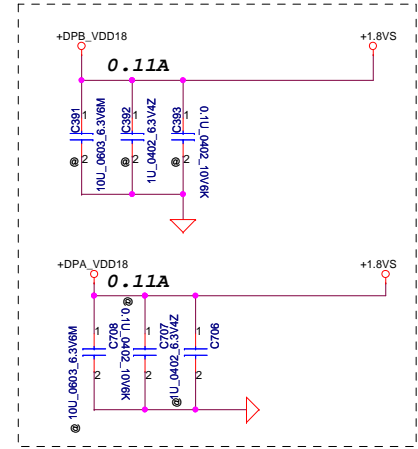 +DPB_VDD18
+1.8VS
0.11A
C391
1
2
@
10U_0603_6.3V6M
C392
1
2
@
1U_0402_6.3V4Z
C393
1
2
0.1U_0402_10V6K
+DPA_VDD18
+1.8VS
0.11A
1
2
@
10U_0603_6.3V6M
C708
1
2
@
0.1U_0402_10V6K
C707
1
2
@
1U_0402_6.3V4Z
C706